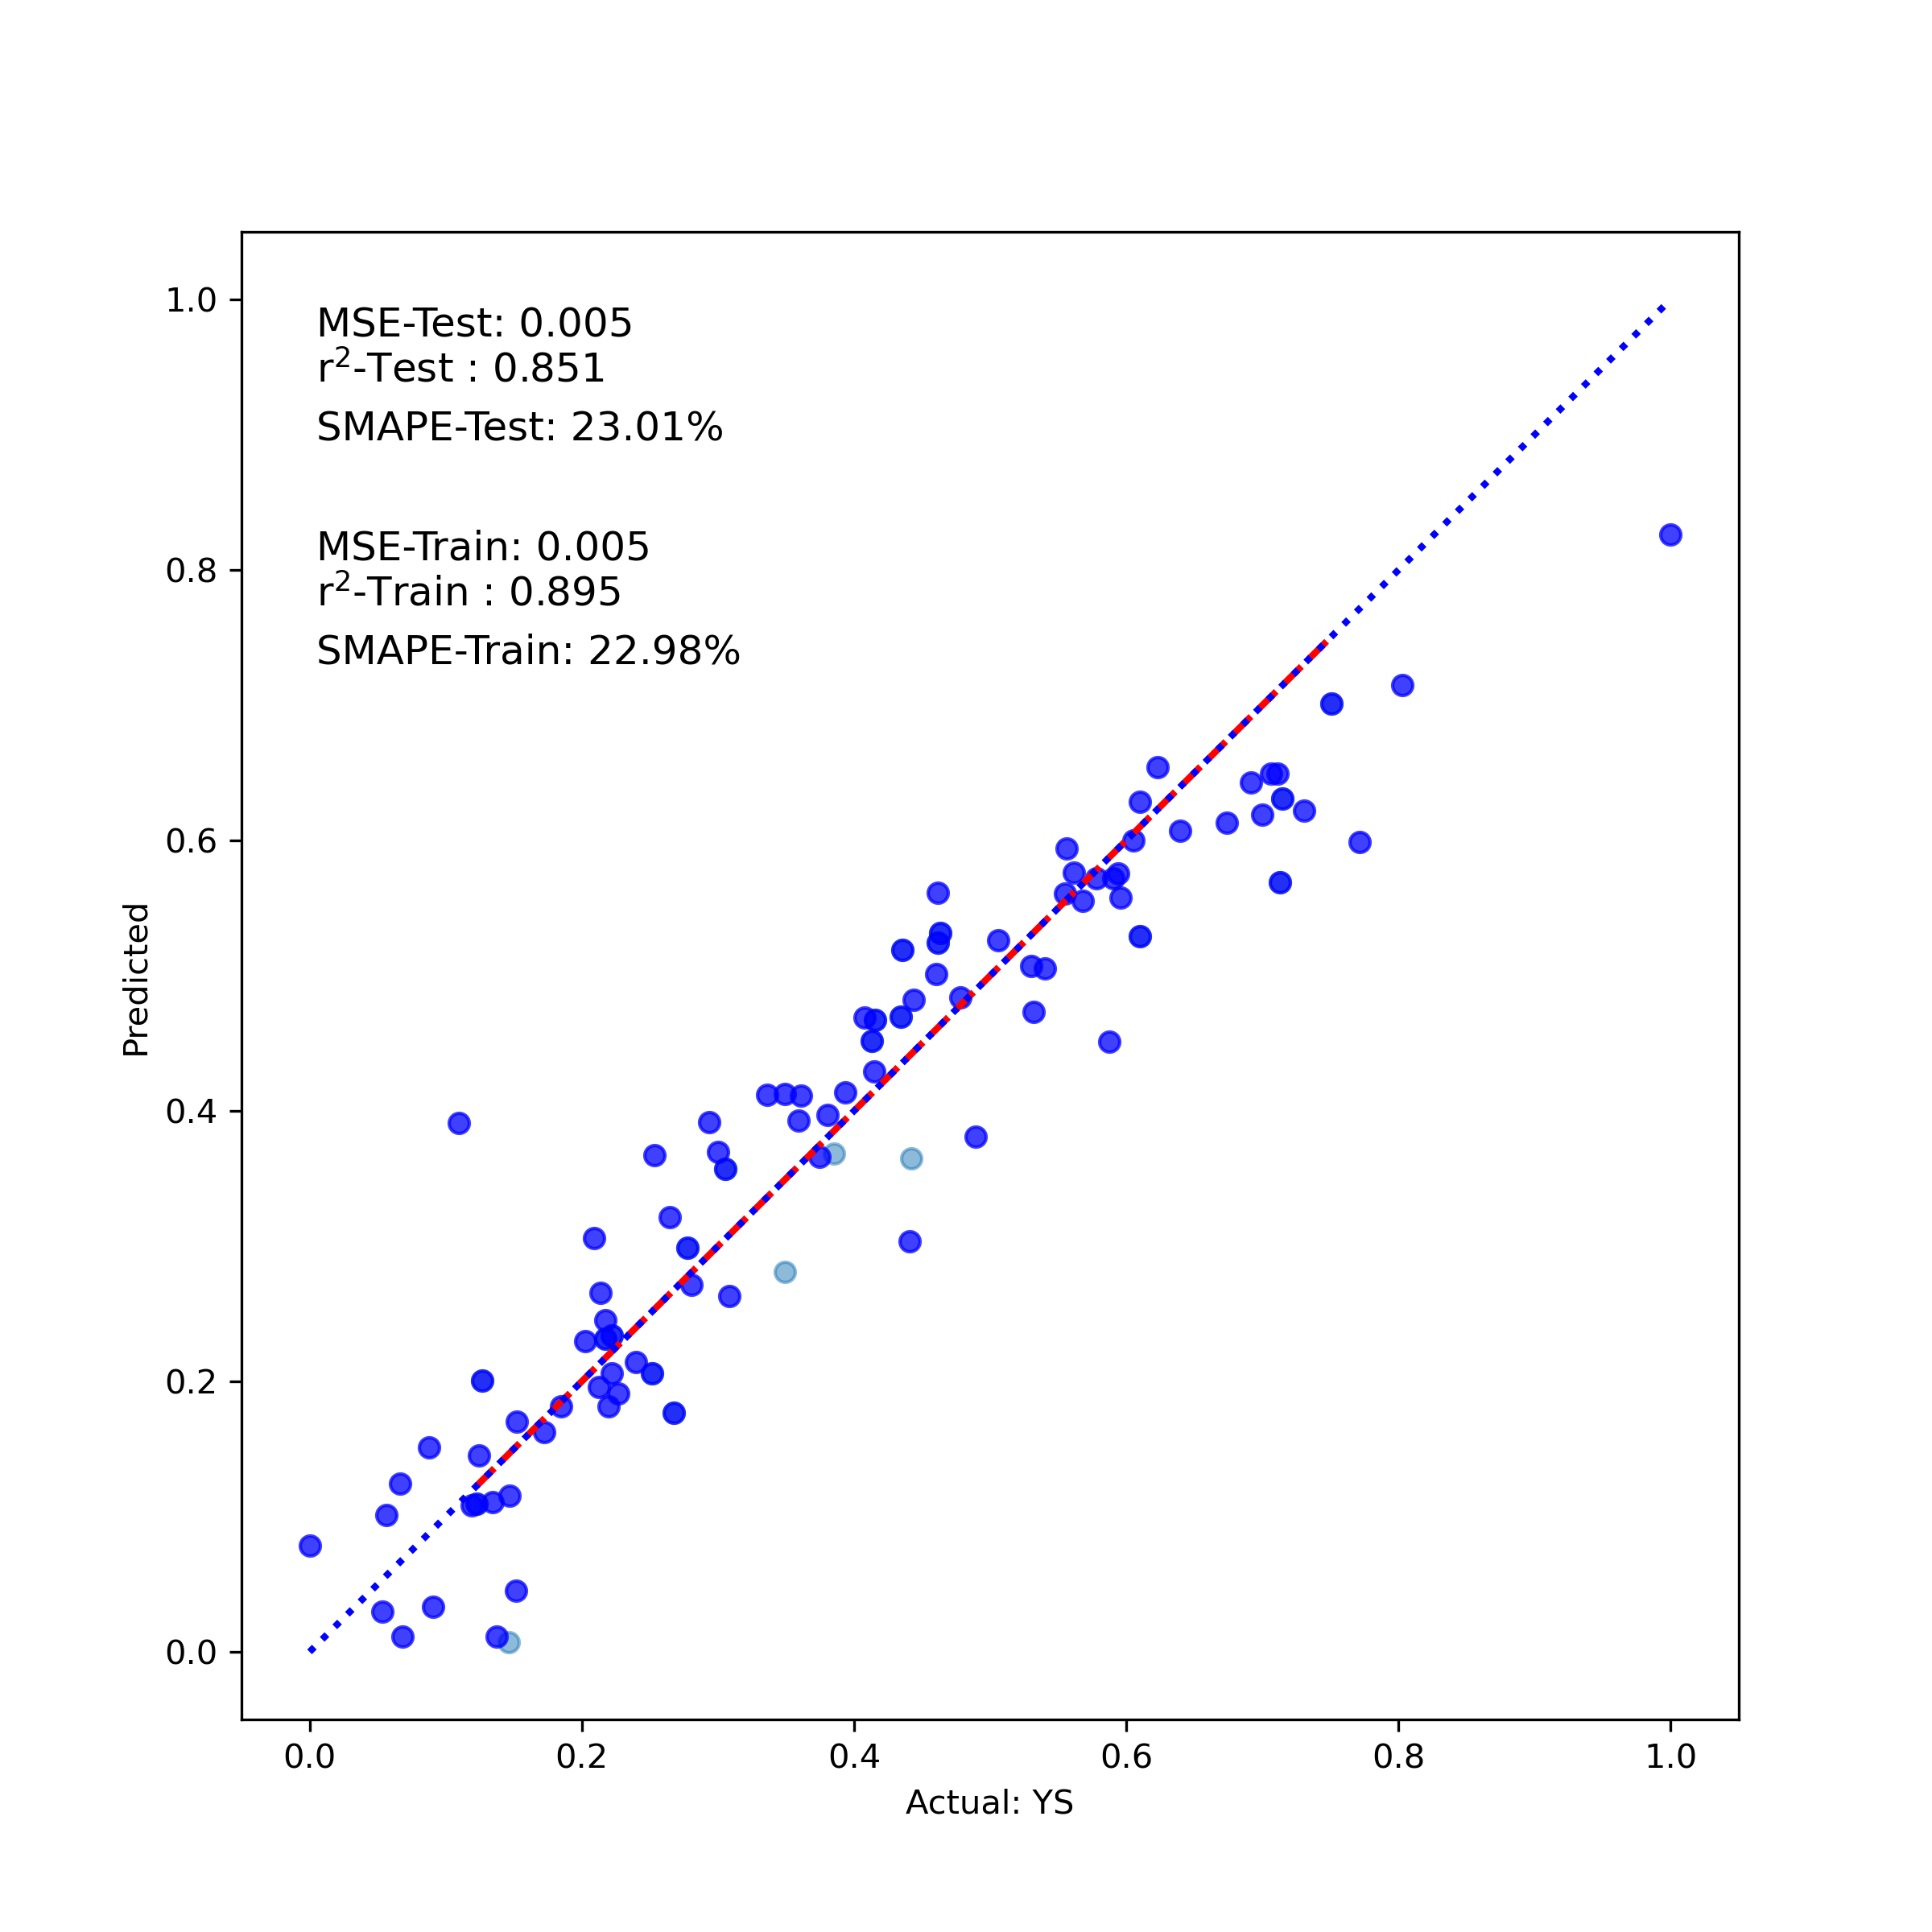 MSE-Test: 0.005
r²-Test : 0.851
SMAPE-Test: 23.01%
MSE-Train: 0.005
r²-Train : 0.895
SMAPE-Train: 22.98%
1.0
0.8
0.6
0.4
0.2
0.0
Predicted
0.0 0.2 0.4 0.6 0.8 1.0
Actual: YS